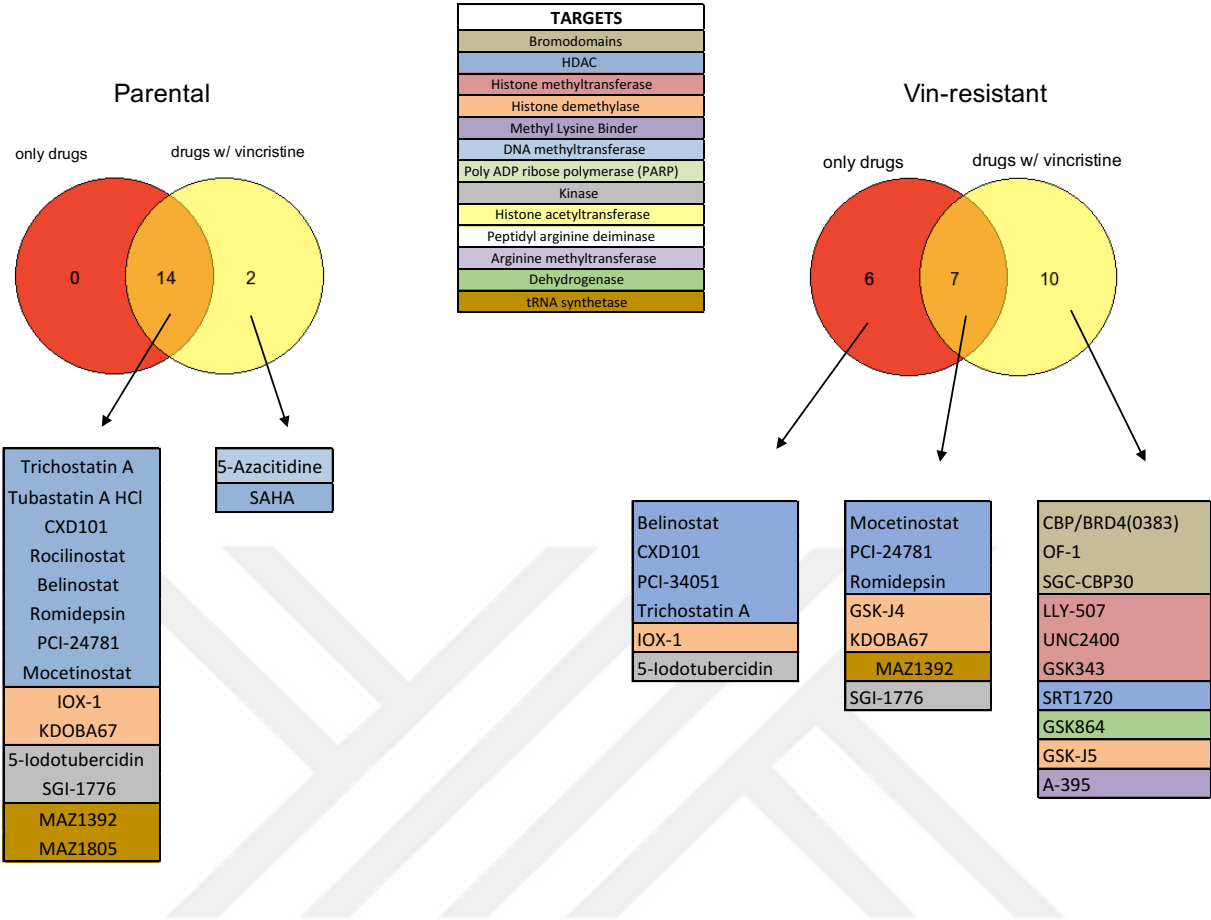 TARGETS
Bromodomains
HDAC
Histone methyltransferase
Histone demethylase
Methyl Lysine Binder
DNA methyltransferase
Poly ADP ribose polymerase (PARP)
Kinase
Histone acetyltransferase
Peptidyl arginine deiminase
Arginine methyltransferase
Dehydrogenase
tRNA synthetase
Parental
only drugs
drugs w/ vincristine
0
14
2
Trichostatin A
Tubastatin A HCl
CXD101
Rocilinostat
Belinostat
Romidepsin
PCI-24781
Mocetinostat
IOX-1
KDOBA67
5-Iodotubercidin
SGI-1776
MAZ1392
MAZ1805
5-Azacitidine
SAHA
Vin-resistant
only drugs
drugs w/ vincristine
6
7
10
Belinostat
CXD101
PCI-34051
Trichostatin A
IOX-1
5-Iodotubercidin
Mocetinostat
PCI-24781
Romidepsin
GSK-J4
KDOBA67
MAZ1392
SGI-1776
CBP/BRD4(0383)
OF-1
SGC-CBP30
LLY-507
UNC2400
GSK343
SRT1720
GSK864
GSK-J5
A-395